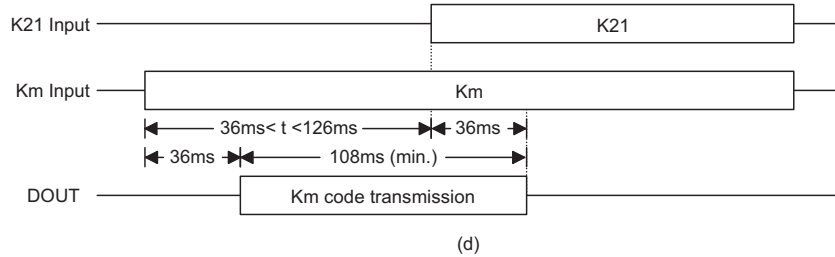 K21 Input
K21
Km Input
Km
36ms< t <126ms
36ms
36ms
108ms (min.)
DOUT
Km code transmission
(d)